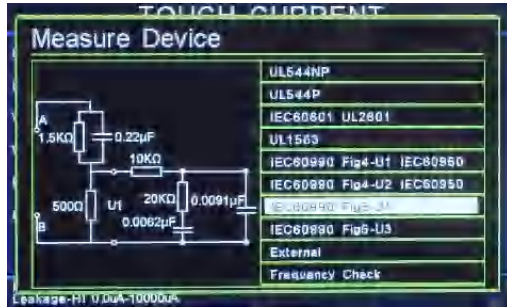 TOUCH CURRENT
Measure Device
UL544NP
UL544P
IEC60601 UL2601
UL1563
IEC60990 Fig4-U1 IEC60950
IEC60990 Fig4-U2 IEC60950
IEC60990
IEC60990 Fig5-U3
External
Frequency Check
A
1.5KΩ
0.22μF
10KΩ
500Ω
U1
20KΩ
0.0091μF
0.0062μF
B
Leakage-HI 0.0uA-10000uA